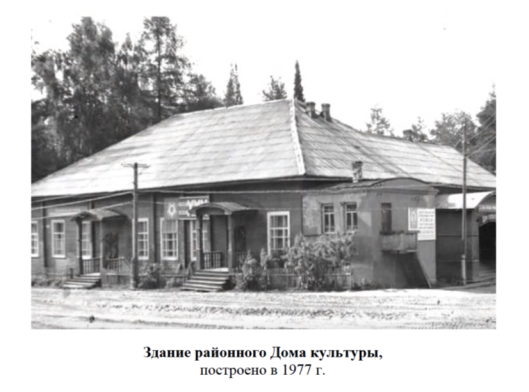 Здание районного Дома культуры,
построено в 1977 г.